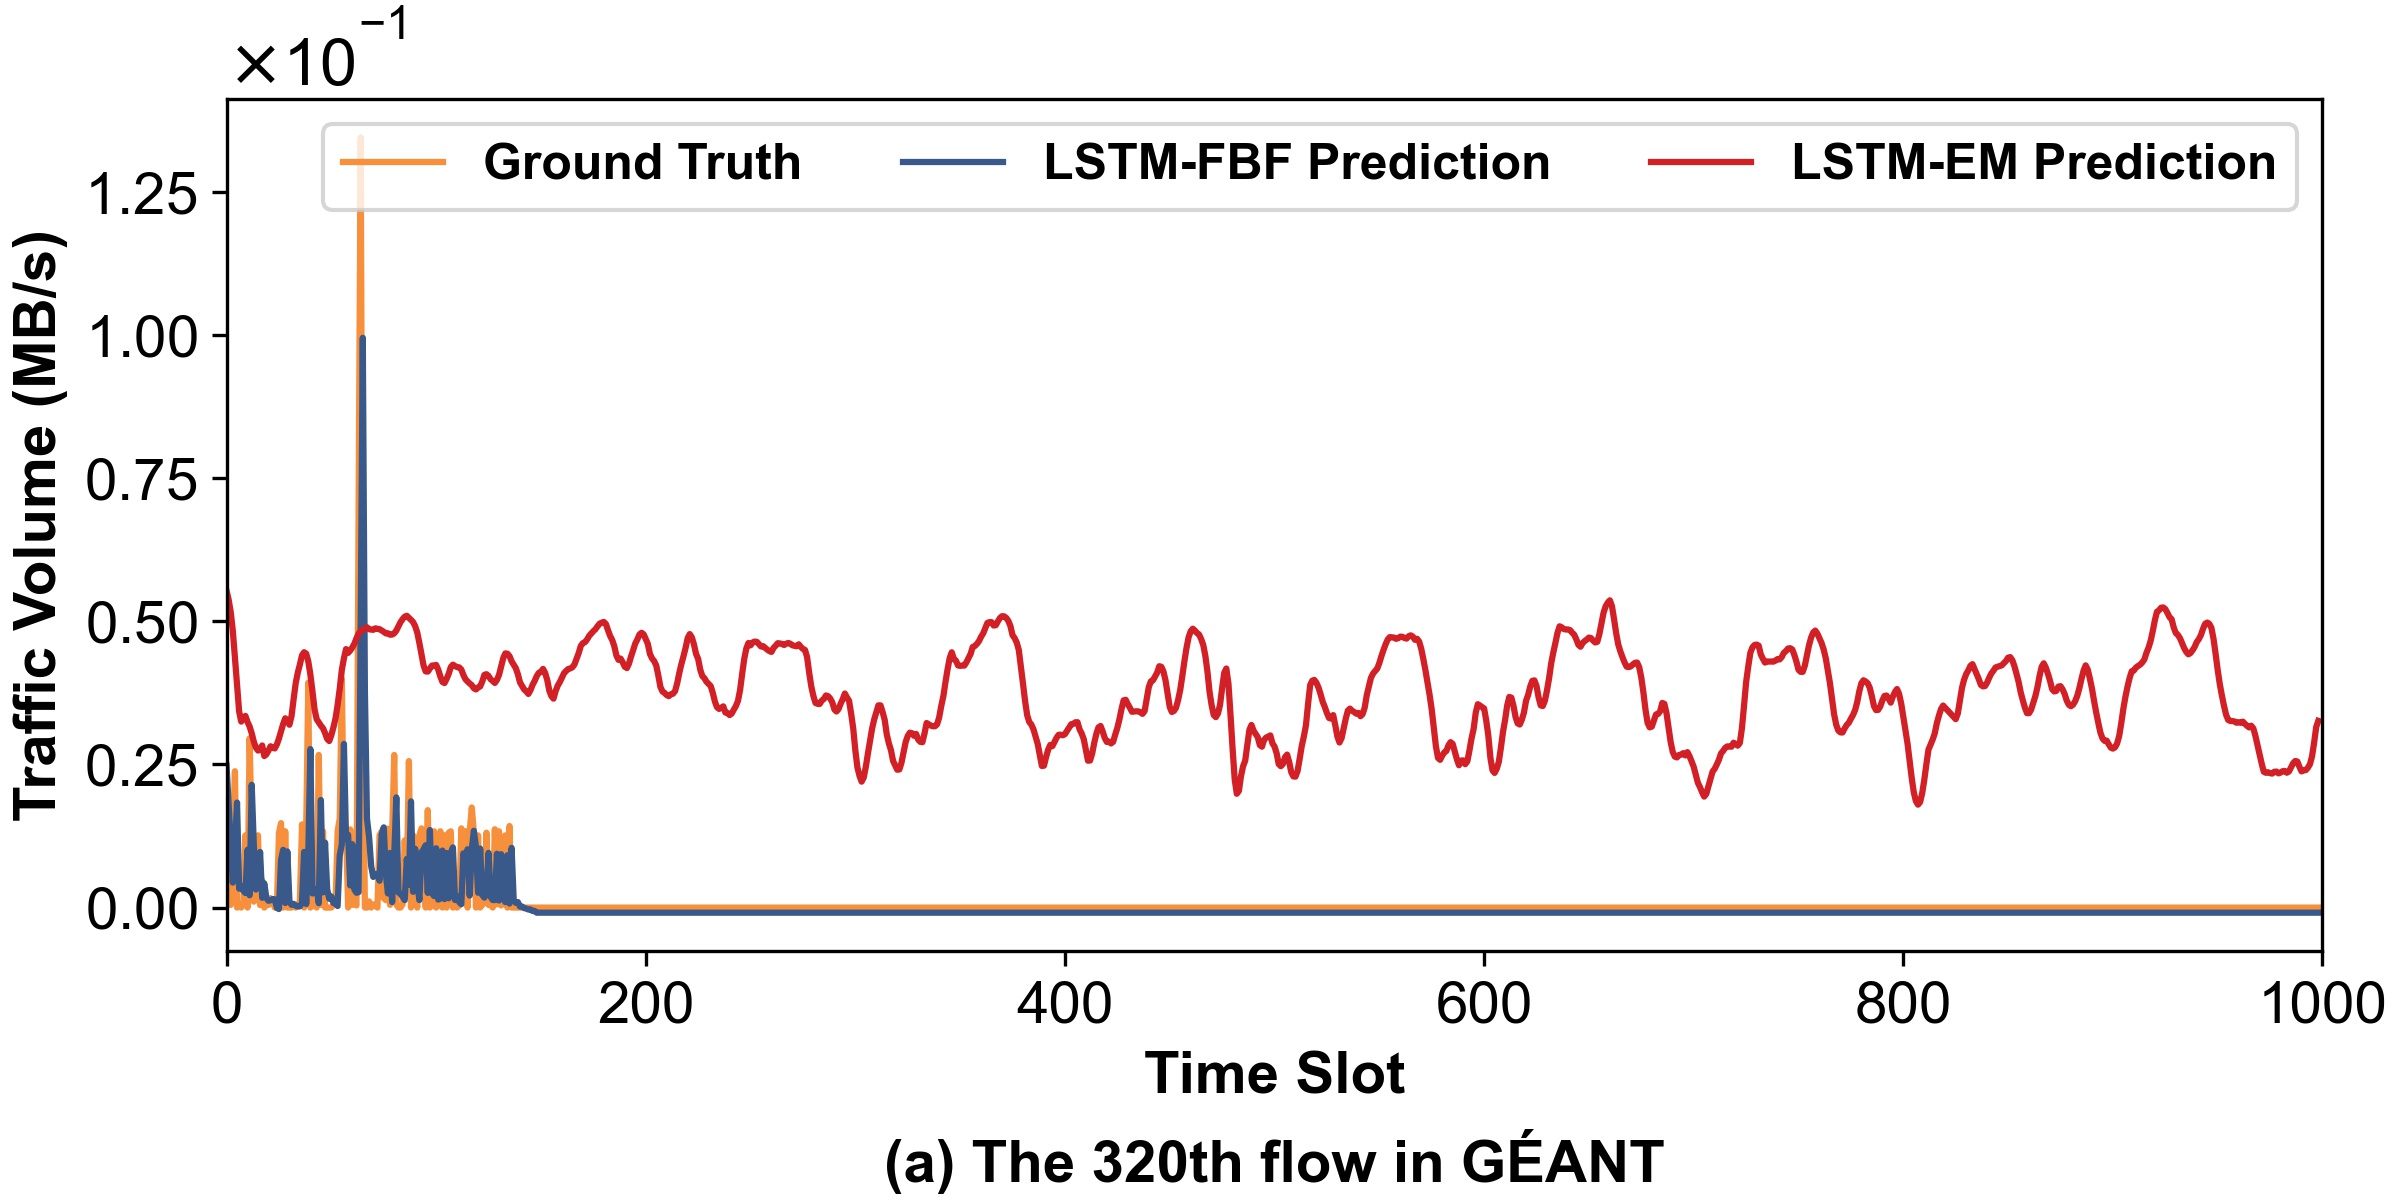 ×10⁻¹
Ground Truth LSTM-FBF Prediction LSTM-EM Prediction
1.25
1.00
0.75
0.50
0.25
0.00
Traffic Volume (MB/s)
0 200 400 600 800 1000
Time Slot
(a) The 320th flow in GÉANT